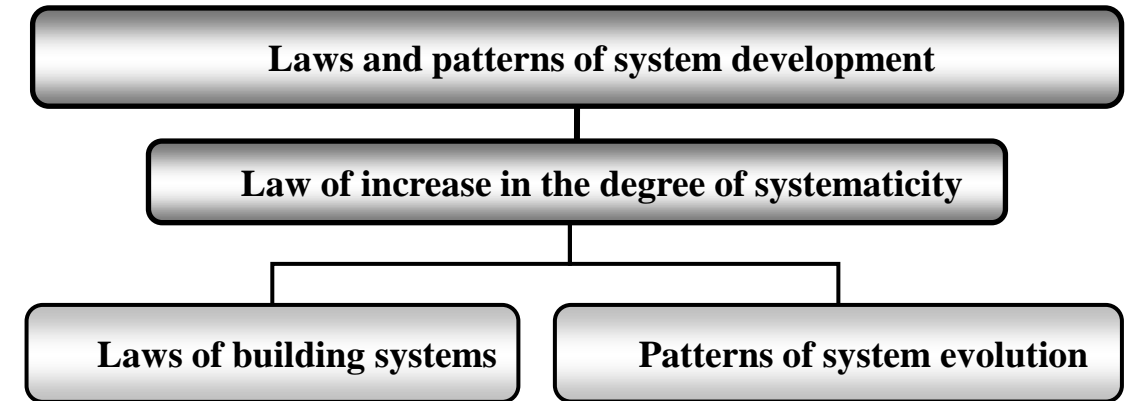 Laws and patterns of system development
Law of increase in the degree of systematicity
Laws of building systems
Patterns of system evolution